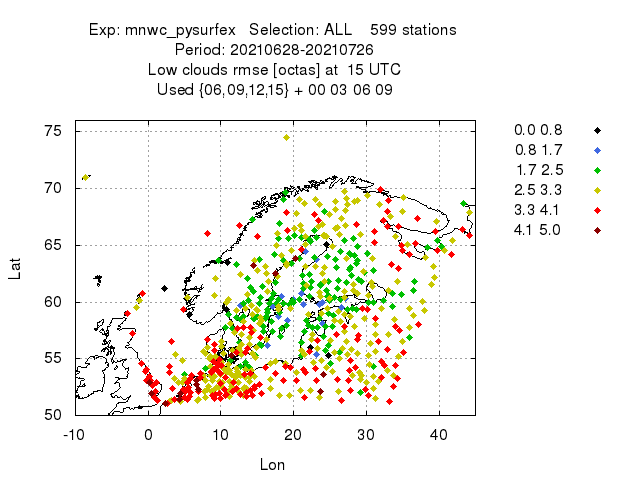 Exp: mnwc_pysurfex   Selection: ALL    599 stations
Period: 20210628-20210726
Low clouds rmse [octas] at  15 UTC
Used {06,09,12,15} + 00 03 06 09
0.0 0.8
0.8 1.7
1.7 2.5
2.5 3.3
3.3 4.1
4.1 5.0
75
70
65
60
55
50
Lat
-10 0 10 20 30 40
Lon